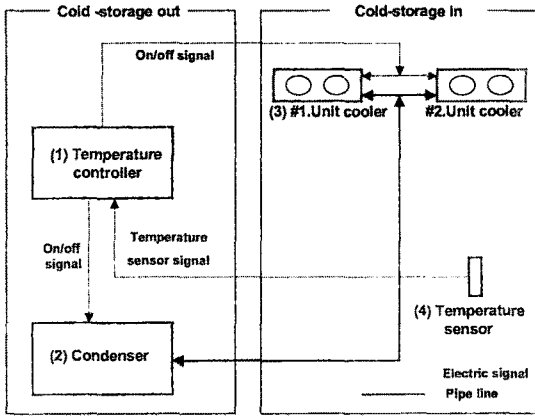 Cold -storage out
Cold-storage in
On/off signal
(3) #1.Unit cooler
#2.Unit cooler
(1) Temperature
controller
On/off
signal
Temperature
sensor signal
(4) Temperature
sensor
(2) Condenser
Electric signal
Pipe line